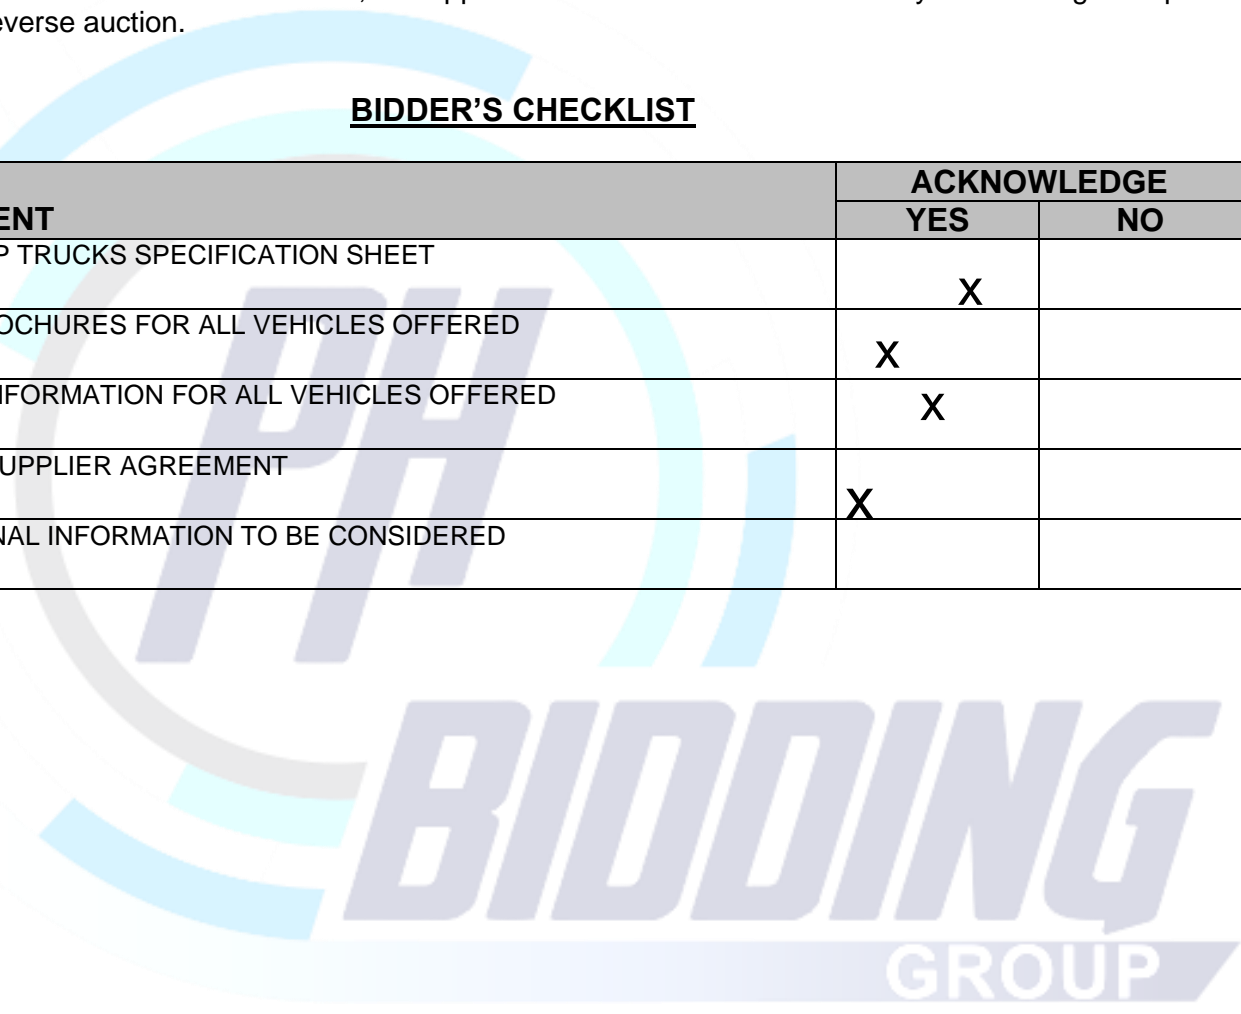 everse auction.
BIDDER'S CHECKLIST
ACKNOWLEDGE
ENT YES NO
P TRUCKS SPECIFICATION SHEET
X
OCHURES FOR ALL VEHICLES OFFERED
X
NFORMATION FOR ALL VEHICLES OFFERED
X
UPPLIER AGREEMENT
X
NAL INFORMATION TO BE CONSIDERED
PH
BIDDING
GROUP